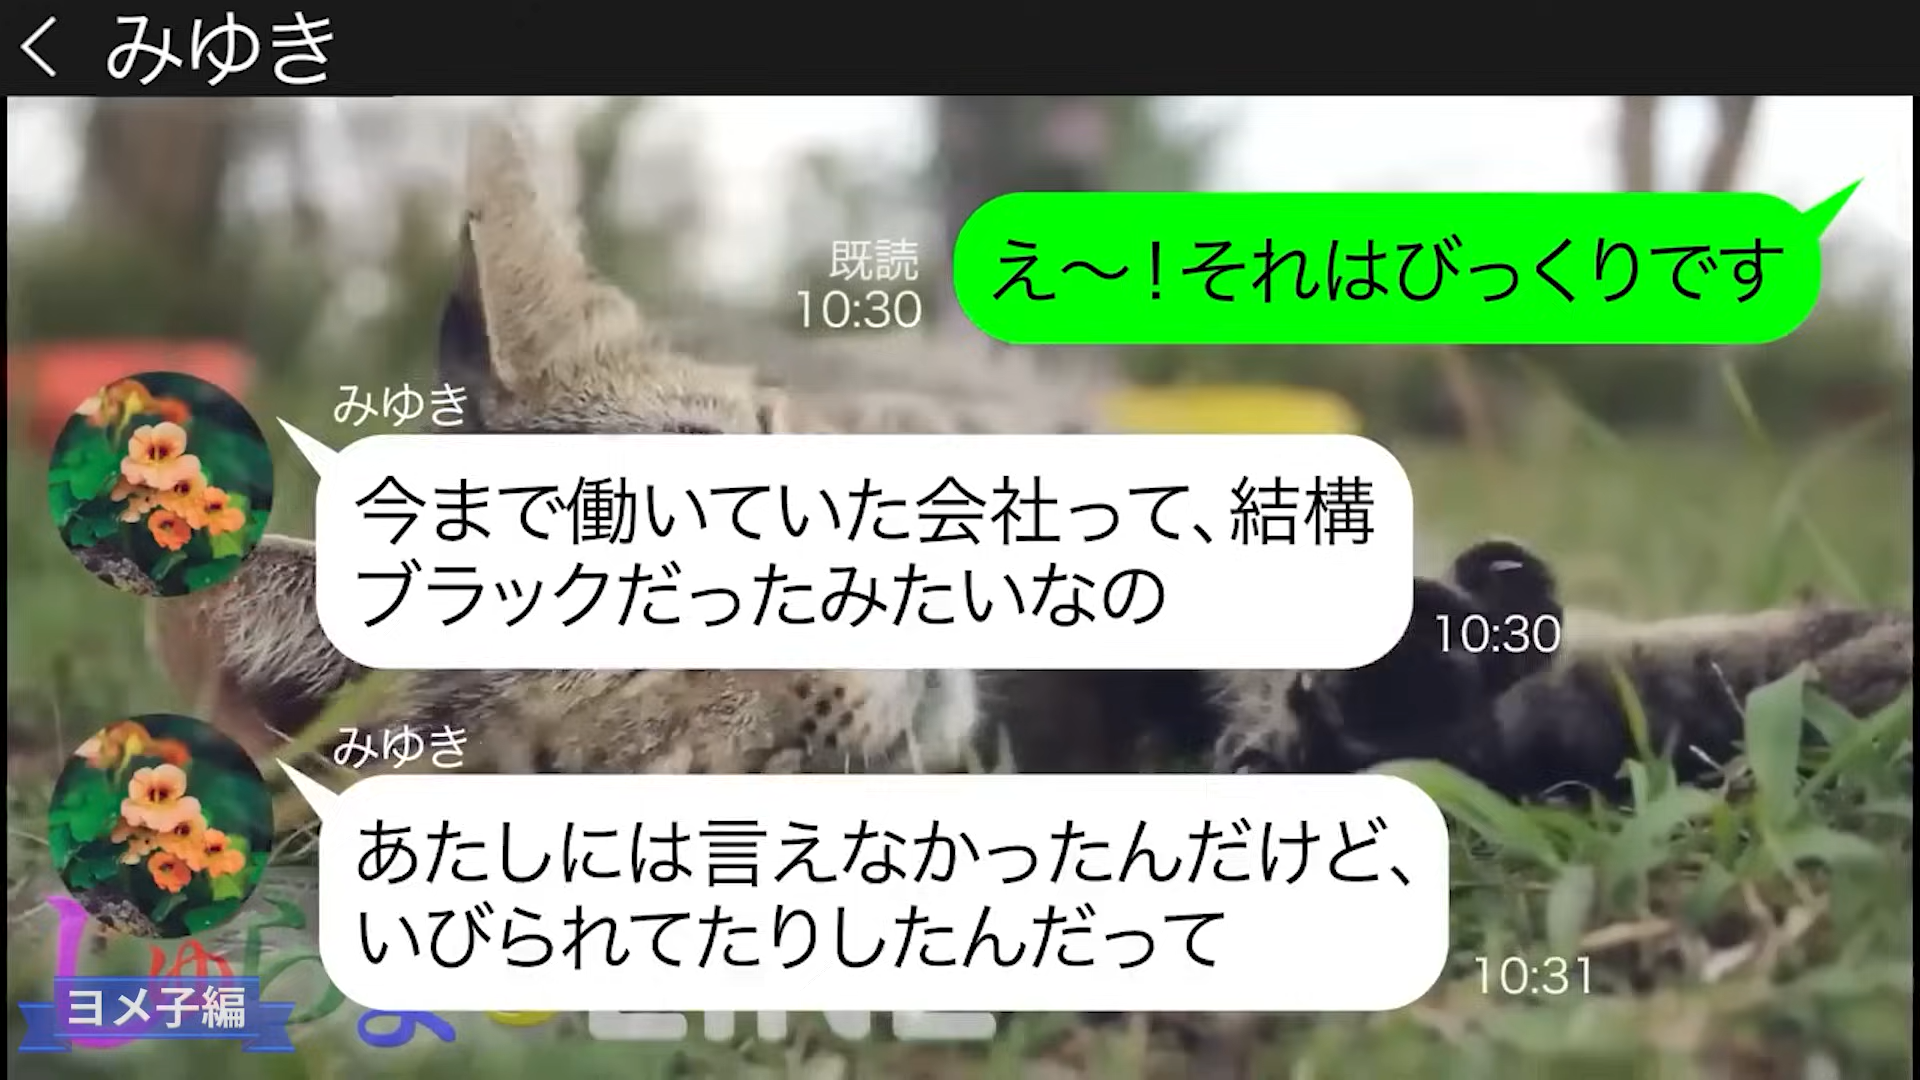 みゆき
え〜！それはびっくりです
既読
10:30
みゆき
今まで働いていた会社って、結構
ブラックだったみたいなの
10:30
みゆき
あたしには言えなかったんだけど、
いびられてたりしたんだって
10:31
ヨメ子編